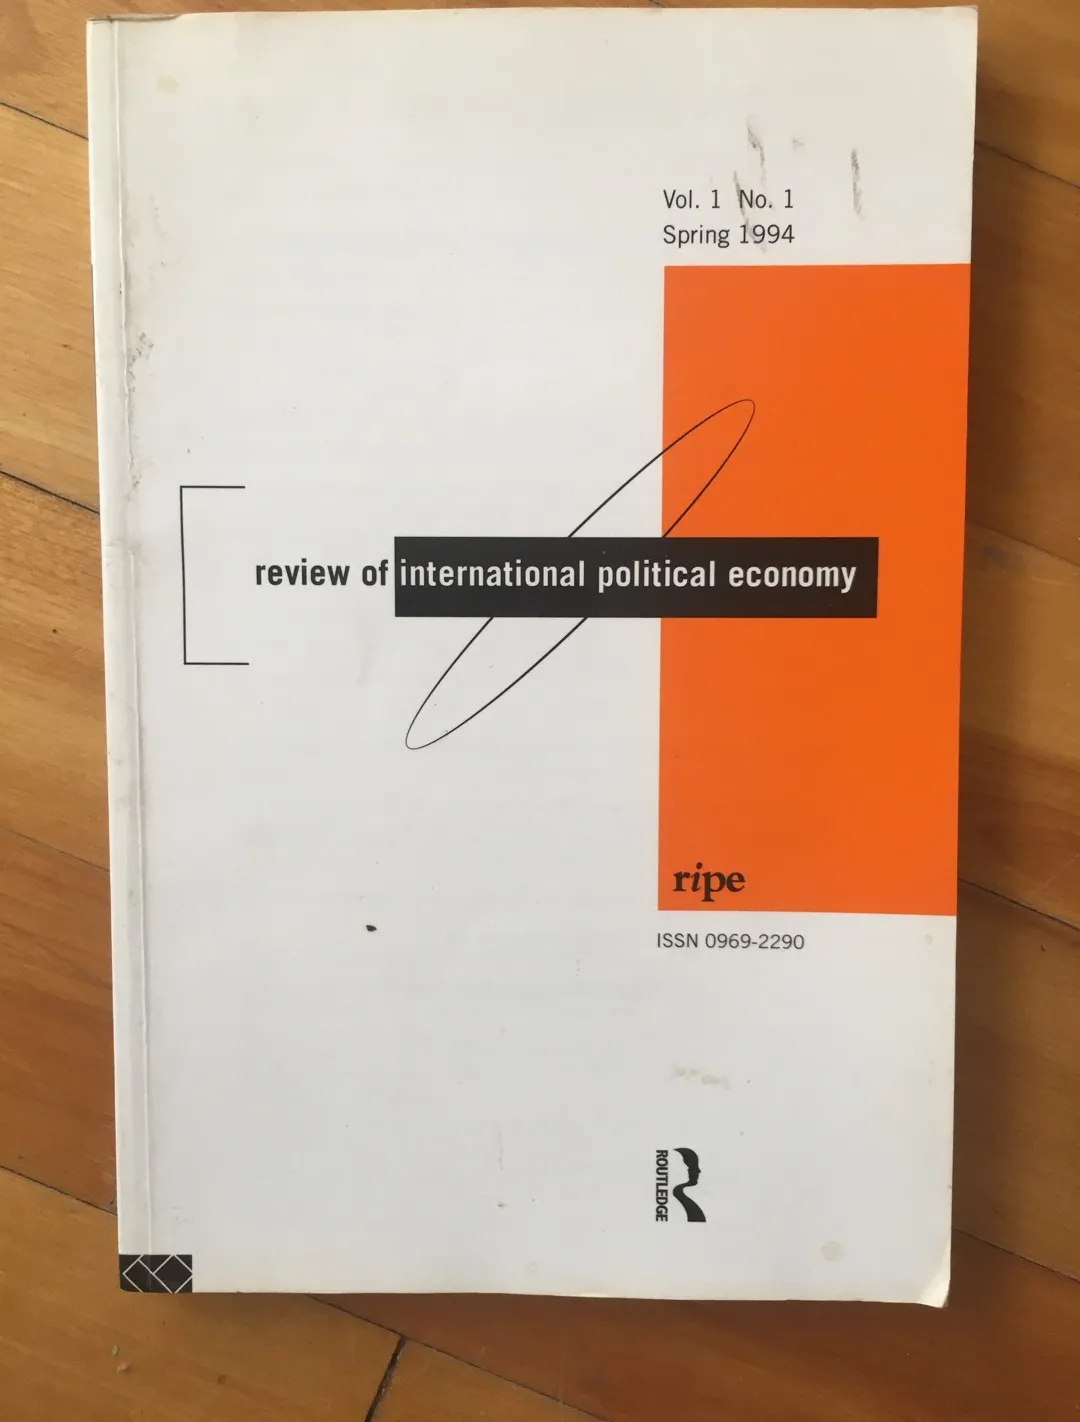 Vol. 1 No. 1
Spring 1994
review of international political economy
ripe
ISSN 0969-2290
ROUTLEDGE